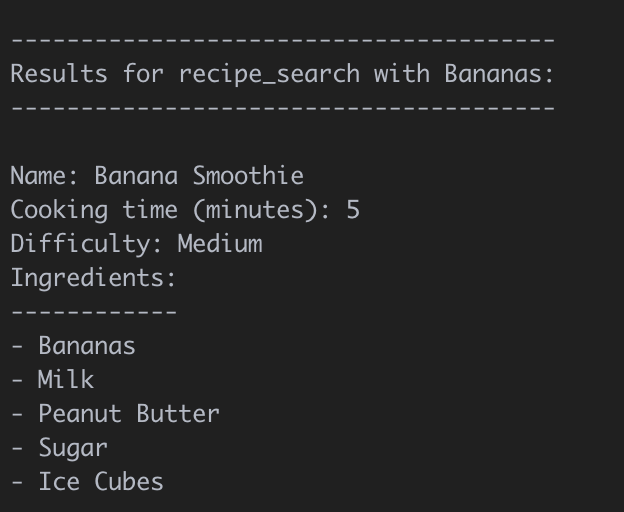 ---------------------------------------
Results for recipe_search with Bananas:
---------------------------------------
Name: Banana Smoothie
Cooking time (minutes): 5
Difficulty: Medium
Ingredients:
------------
- Bananas
- Milk
- Peanut Butter
- Sugar
- Ice Cubes